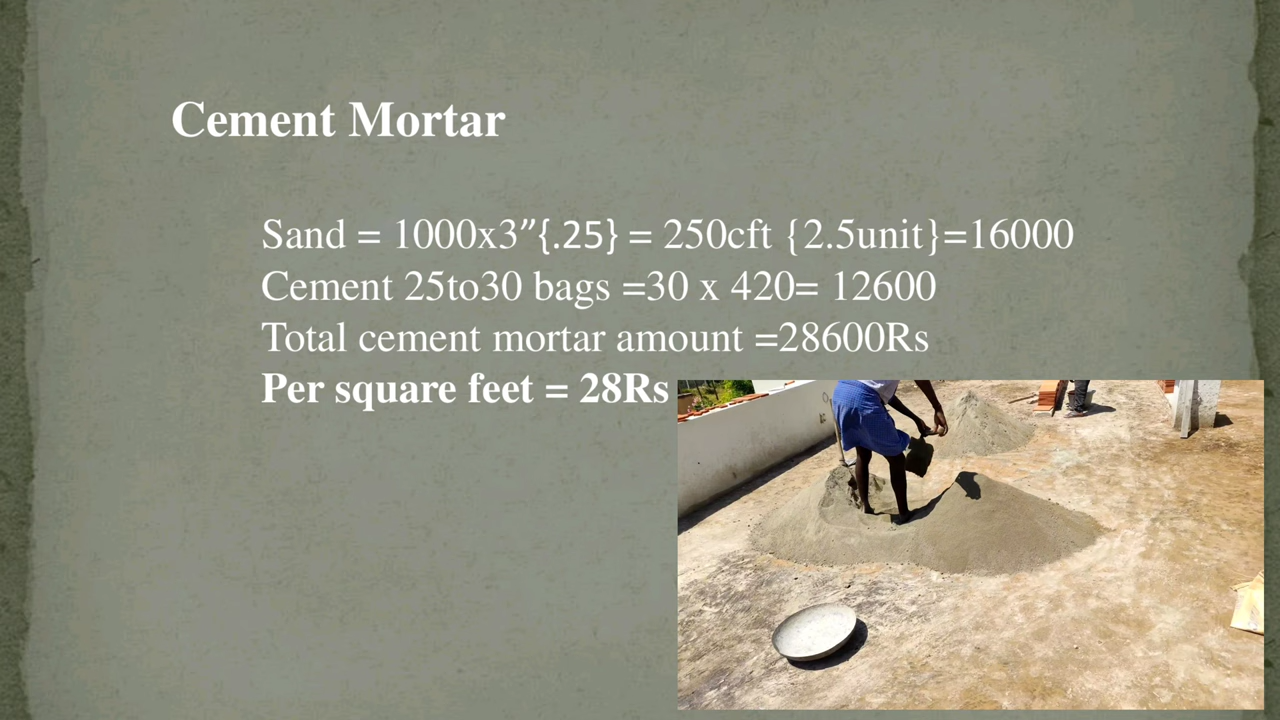 Cement Mortar
Sand = 1000x3”{.25} = 250cft {2.5unit}=16000
Cement 25to30 bags =30 x 420= 12600
Total cement mortar amount =28600Rs
Per square feet = 28Rs